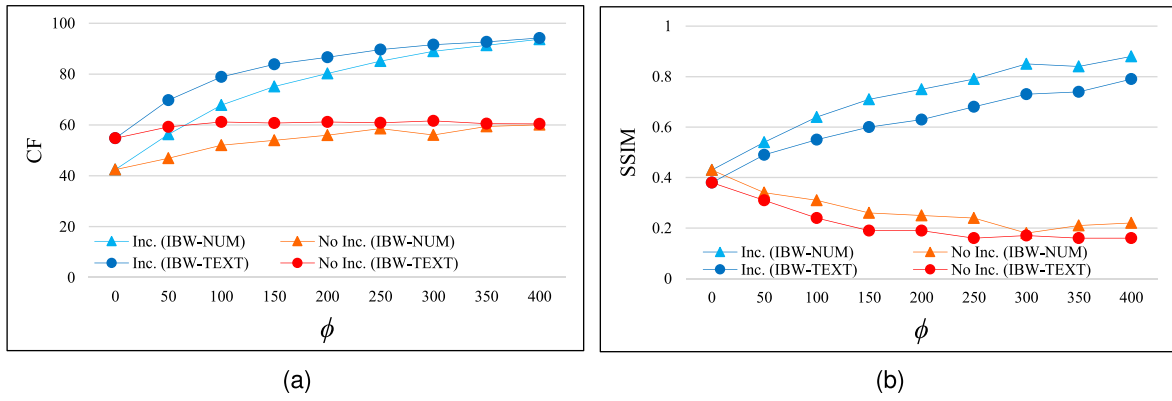 100
80
60
40
20
0
CF
Inc. (IBW-NUM) No Inc. (IBW-NUM)
Inc. (IBW-TEXT) No Inc. (IBW-TEXT)
0 50 100 150 200 250 300 350 400
ϕ
(a)
1
0.8
0.6
0.4
0.2
0
SSIM
Inc. (IBW-NUM) No Inc. (IBW-NUM)
Inc. (IBW-TEXT) No Inc. (IBW-TEXT)
0 50 100 150 200 250 300 350 400
ϕ
(b)